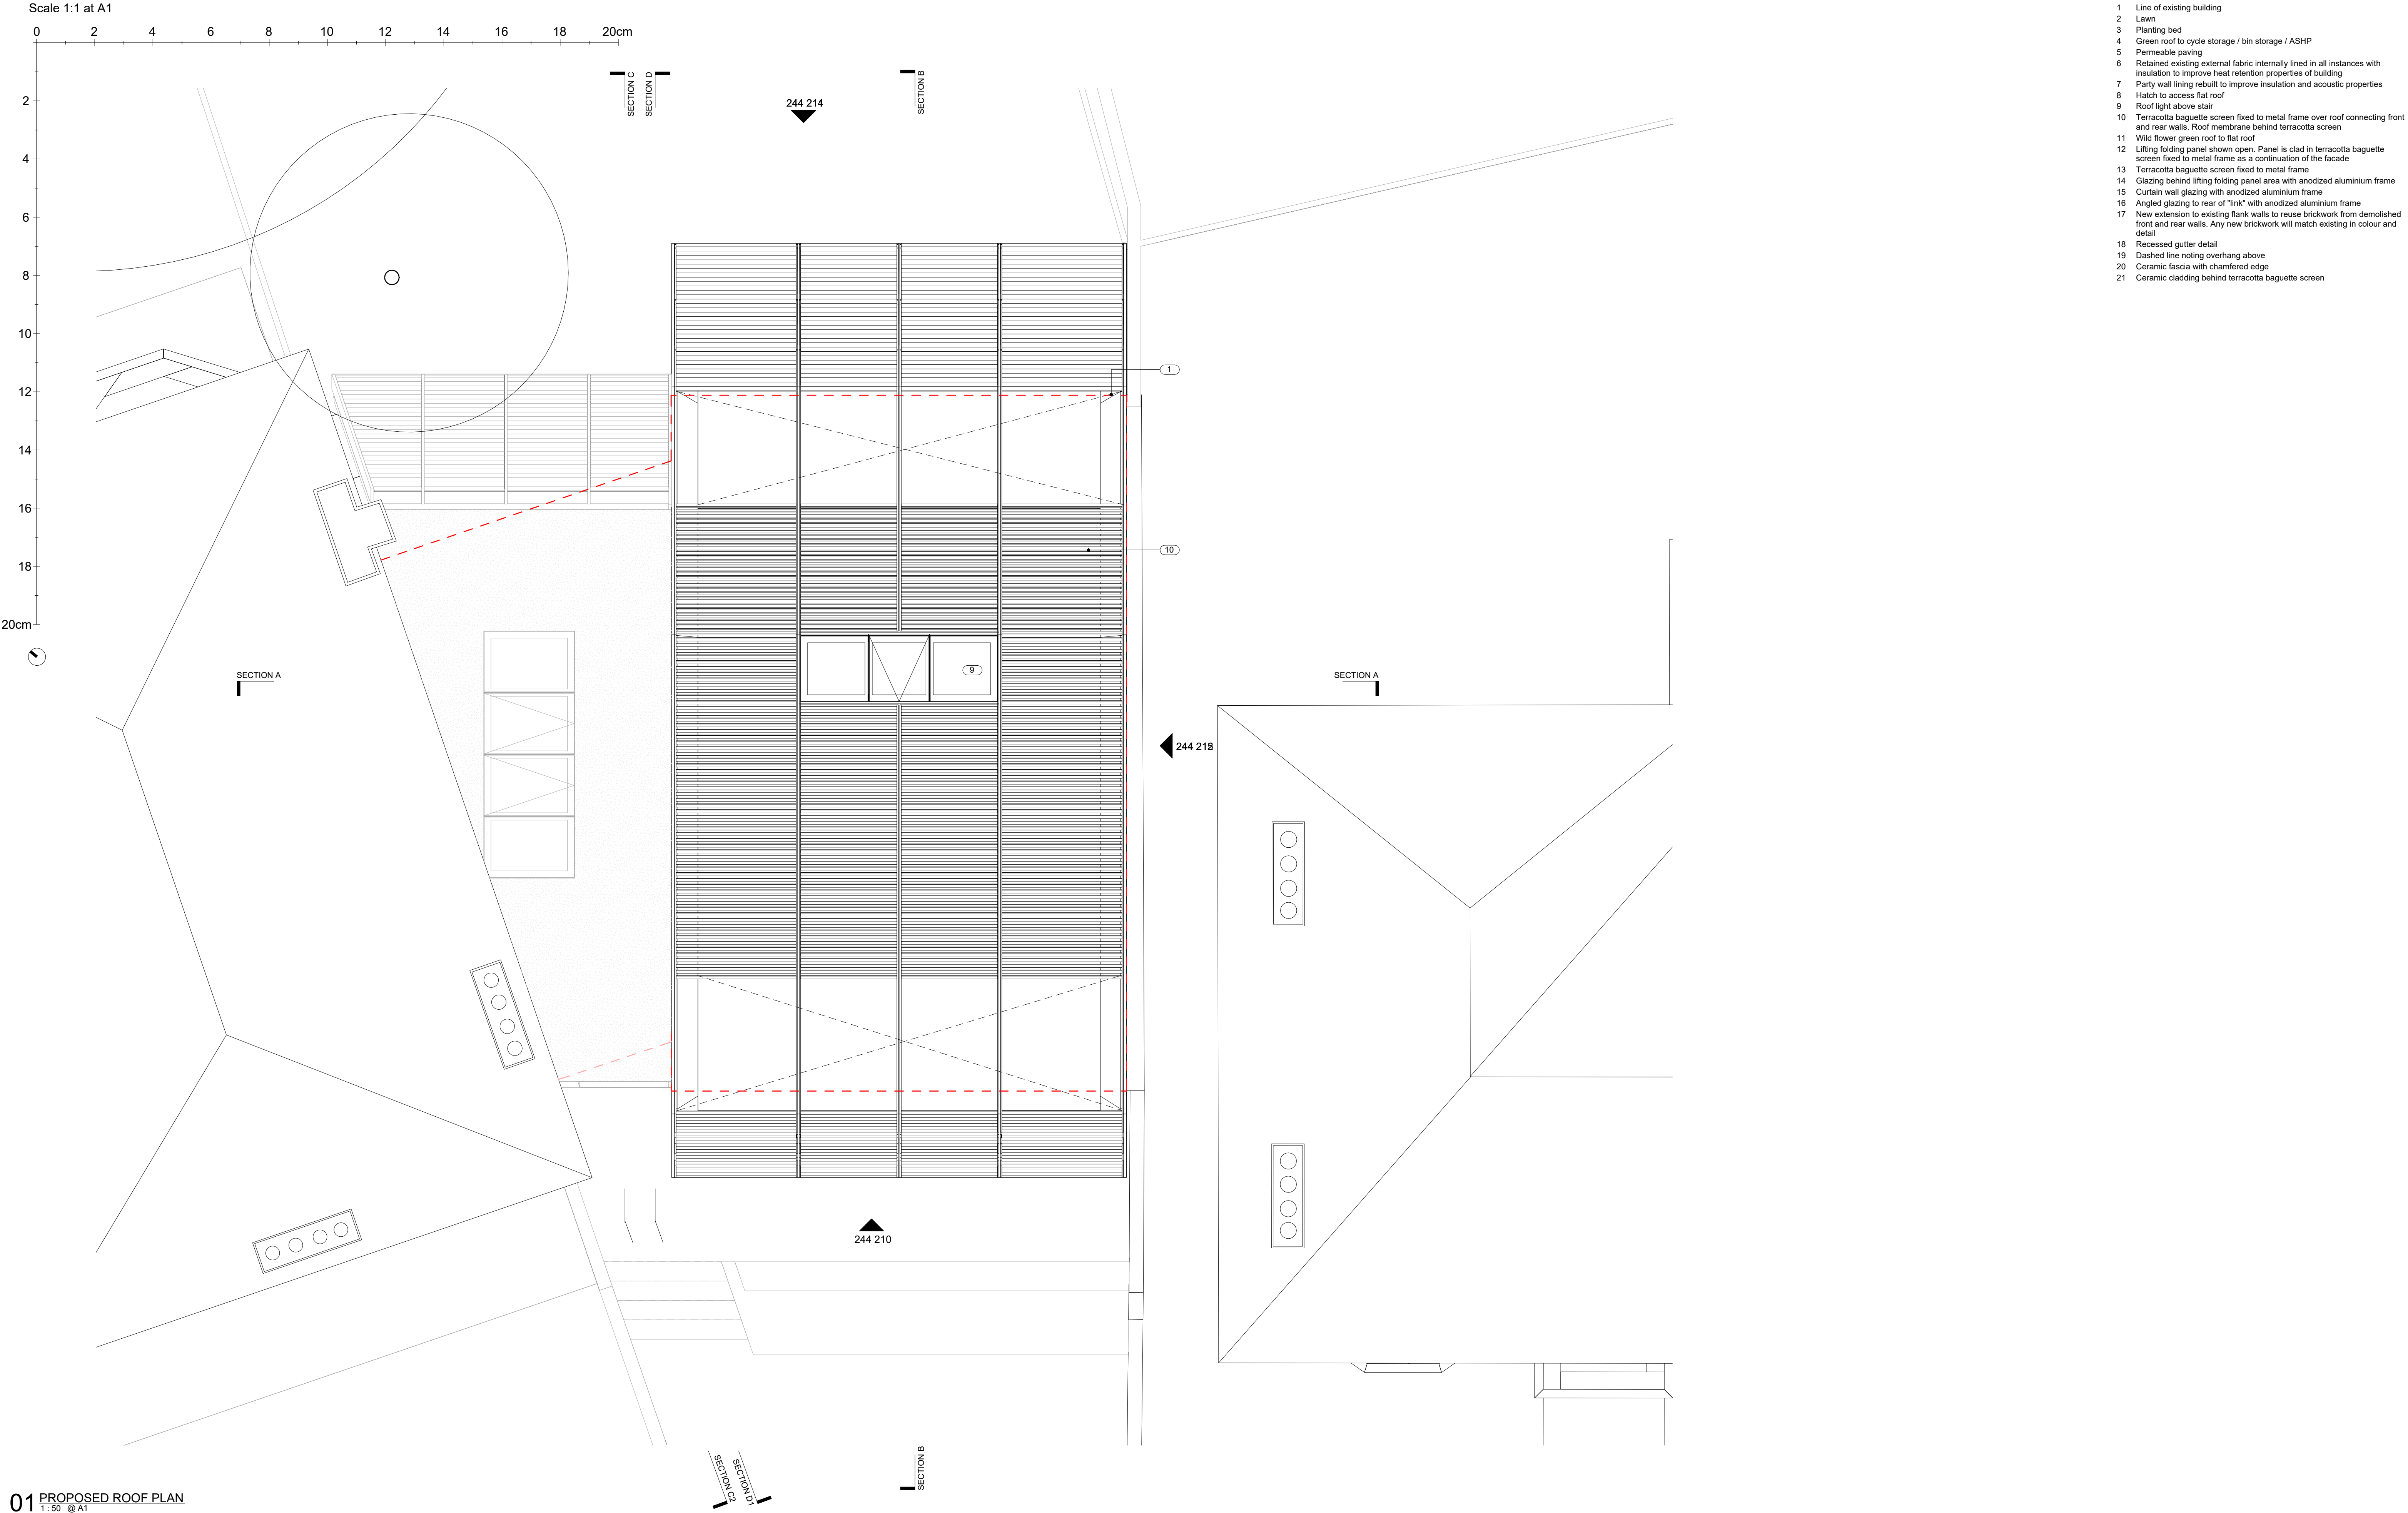 Scale 1:1 at A1
0 2 4 6 8 10 12 14 16 18 20cm
2
4
6
8
10
12
14
16
18
20cm
SECTION C
SECTION D
SECTION B
244 214
1
10
9
SECTION A
SECTION A
244 210
SECTION C2
SECTION D1
SECTION B
01 PROPOSED ROOF PLAN
1 : 50 @ A1
1 Line of existing building
2 Lawn
3 Planting bed
4 Green roof to cycle storage / bin storage / ASHP
5 Permeable paving
6 Retained existing external fabric internally lined in all instances with
insulation to improve heat retention properties of building
7 Party wall lining rebuilt to improve insulation and acoustic properties
8 Hatch to access flat roof
9 Roof light above stair
10 Terracotta baguette screen fixed to metal frame over roof connecting front
and rear walls. Roof membrane behind terracotta screen
11 Wild flower green roof to flat roof
12 Lifting folding panel shown open. Panel is clad in terracotta baguette
screen fixed to metal frame as a continuation of the facade
13 Terracotta baguette screen fixed to metal frame
14 Glazing behind lifting folding panel area with anodized aluminium frame
15 Curtain wall glazing with anodized aluminium frame
16 Angled glazing to rear of "link" with anodized aluminium frame
17 New extension to existing flank walls to reuse brickwork from demolished
front and rear walls. Any new brickwork will match existing in colour and
detail
18 Recessed gutter detail
19 Dashed line noting overhang above
20 Ceramic fascia with chamfered edge
21 Ceramic cladding behind terracotta baguette screen